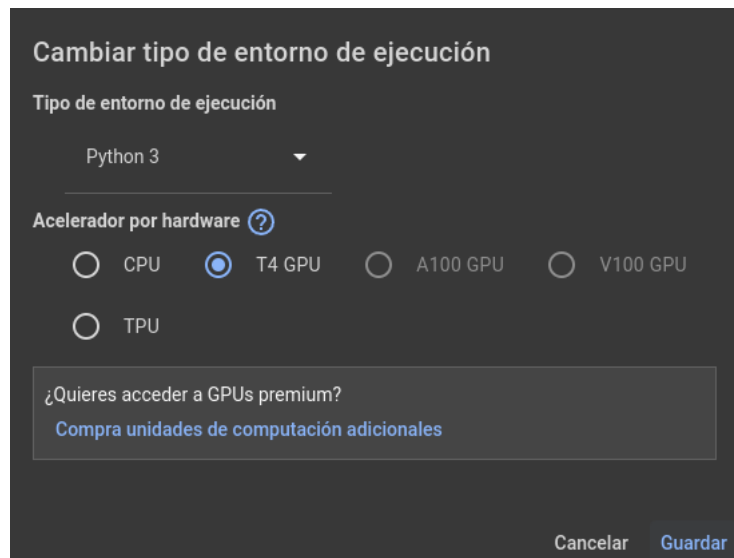 Cambiar tipo de entorno de ejecución
Tipo de entorno de ejecución
Python 3
Acelerador por hardware ?
CPU T4 GPU A100 GPU V100 GPU
TPU
¿Quieres acceder a GPUs premium?
Compra unidades de computación adicionales
Cancelar Guardar